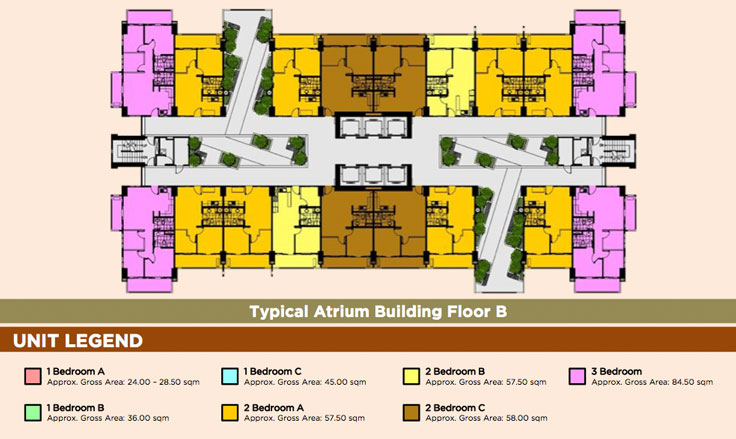 Typical Atrium Building Floor B
UNIT LEGEND
1 Bedroom A
Approx. Gross Area: 24.00 – 28.50 sqm
1 Bedroom C
Approx. Gross Area: 45.00 sqm
2 Bedroom B
Approx. Gross Area: 57.50 sqm
3 Bedroom
Approx. Gross Area: 84.50 sqm
1 Bedroom B
Approx. Gross Area: 36.00 sqm
2 Bedroom A
Approx. Gross Area: 57.50 sqm
2 Bedroom C
Approx. Gross Area: 58.00 sqm